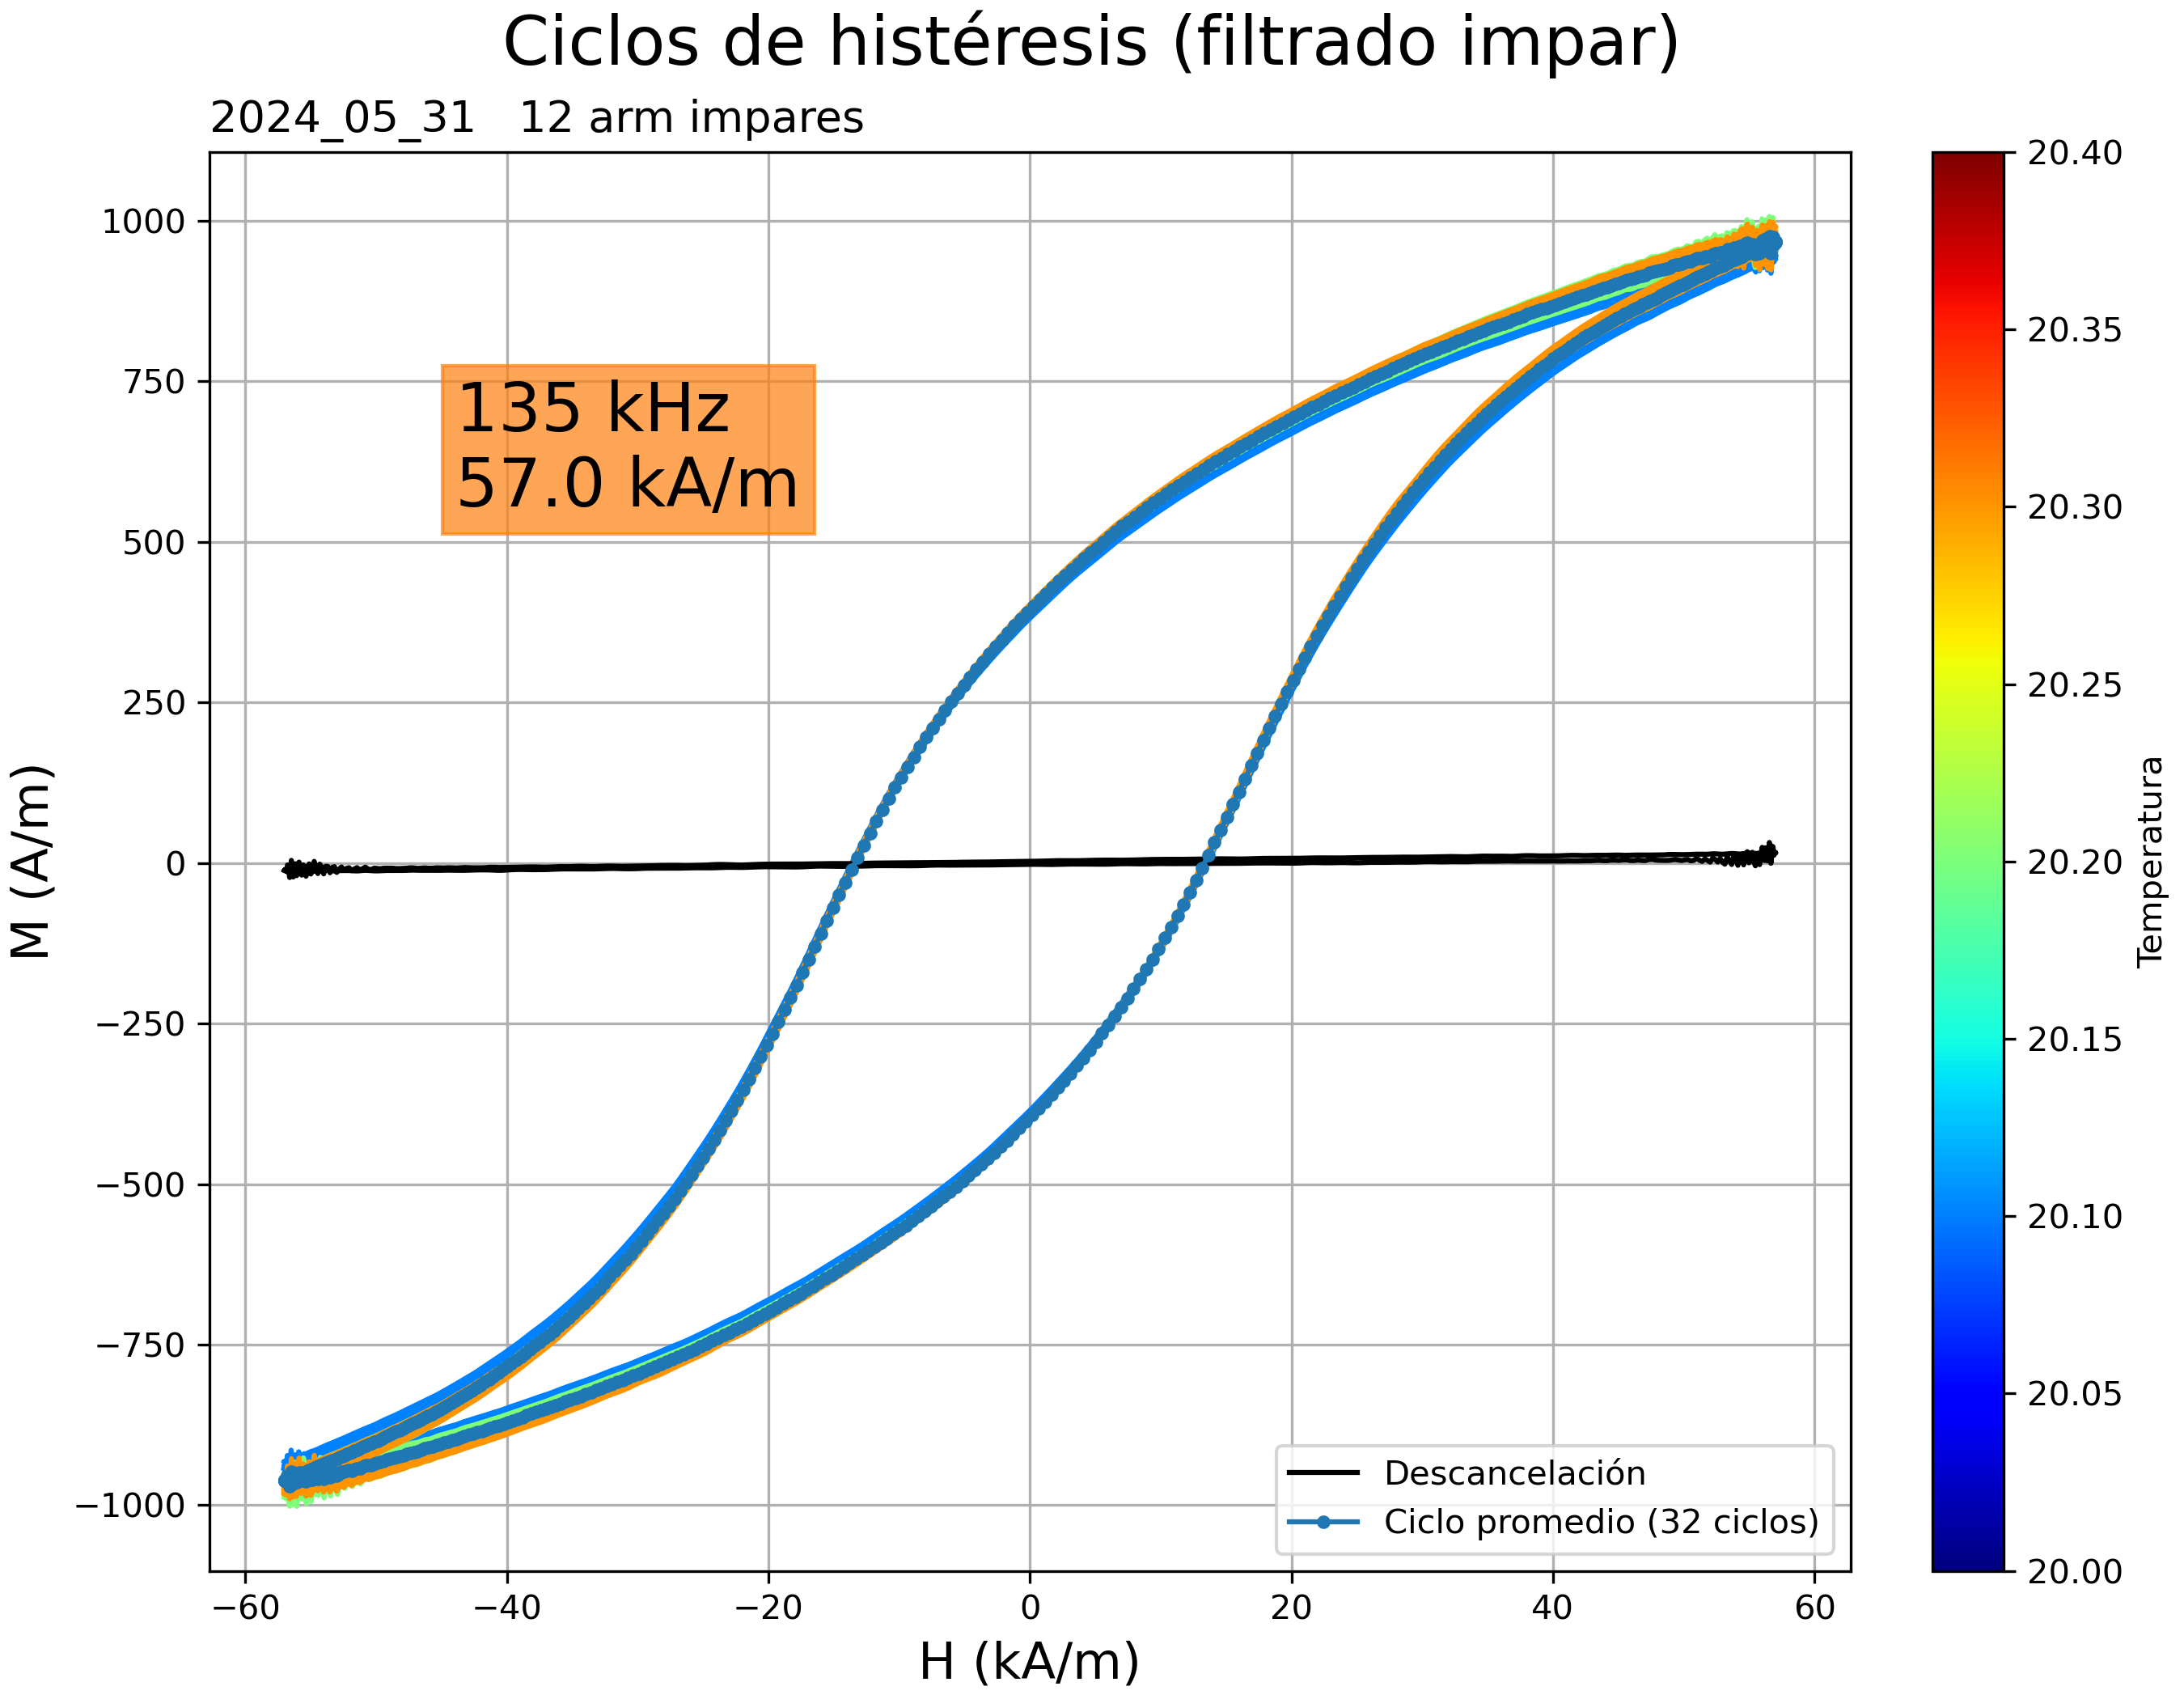 Ciclos de histéresis (filtrado impar)
2024_05_31   12 arm impares
135 kHz
57.0 kA/m
M (A/m)
1000
750
500
250
0
−250
−500
−750
−1000
−60
−40
−20
0
20
40
60
H (kA/m)
Descancelación
Ciclo promedio (32 ciclos)
20.40
20.35
20.30
20.25
20.20
20.15
20.10
20.05
20.00
Temperatura